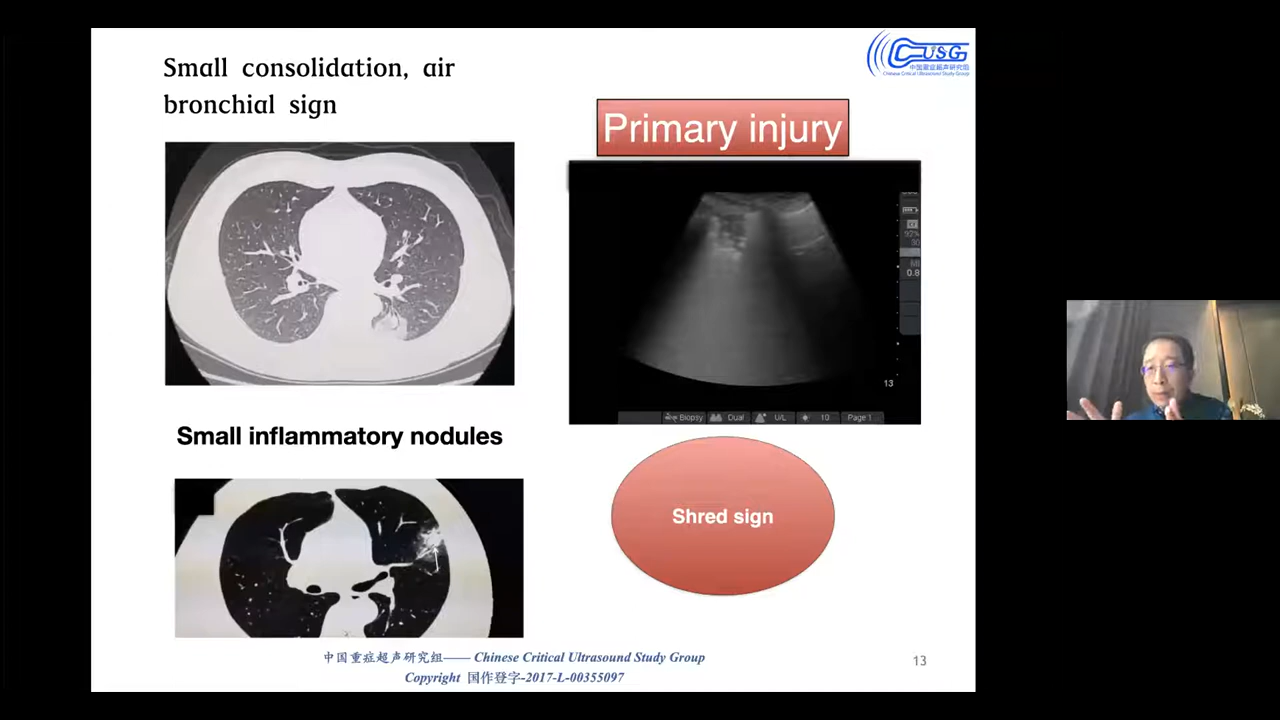 Small consolidation, air
bronchial sign
CUSG
中国重症超声研究组
Chinese Critical Ultrasound Study Group
Primary injury
92%
MI
0.8
13
Biopsy
Dual
U/L
10
Page 1
Small inflammatory nodules
Shred sign
中国重症超声研究组—— Chinese Critical Ultrasound Study Group
Copyright 国作登字-2017-L-00355097
13